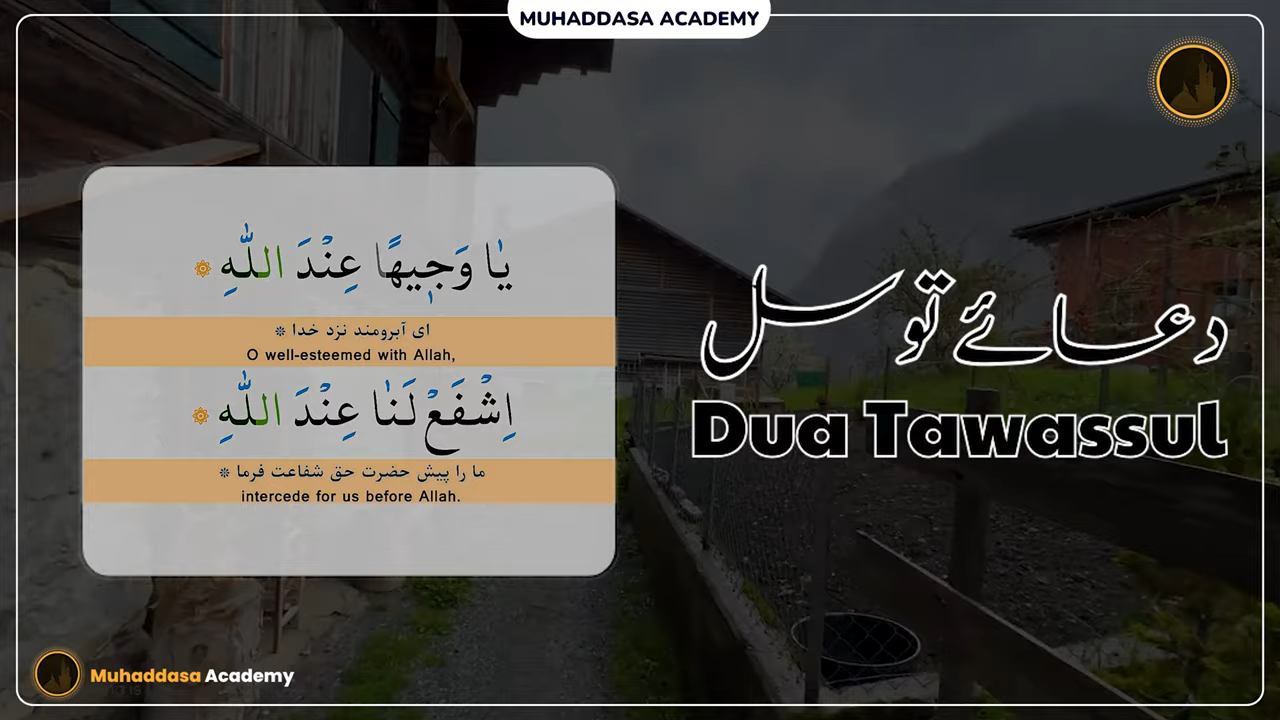 MUHADDASA ACADEMY
يٰا وَجٖيهًا عِنْدَ اللّٰهِ ۞
ای آبرومند نزد خدا ❊
O well-esteemed with Allah,
اِشْفَعْ لَنٰا عِنْدَ اللّٰهِ ۞
ما را پیش حضرت حق شفاعت فرما ❊
intercede for us before Allah.
دعائے توسل
Dua Tawassul
Muhaddasa Academy